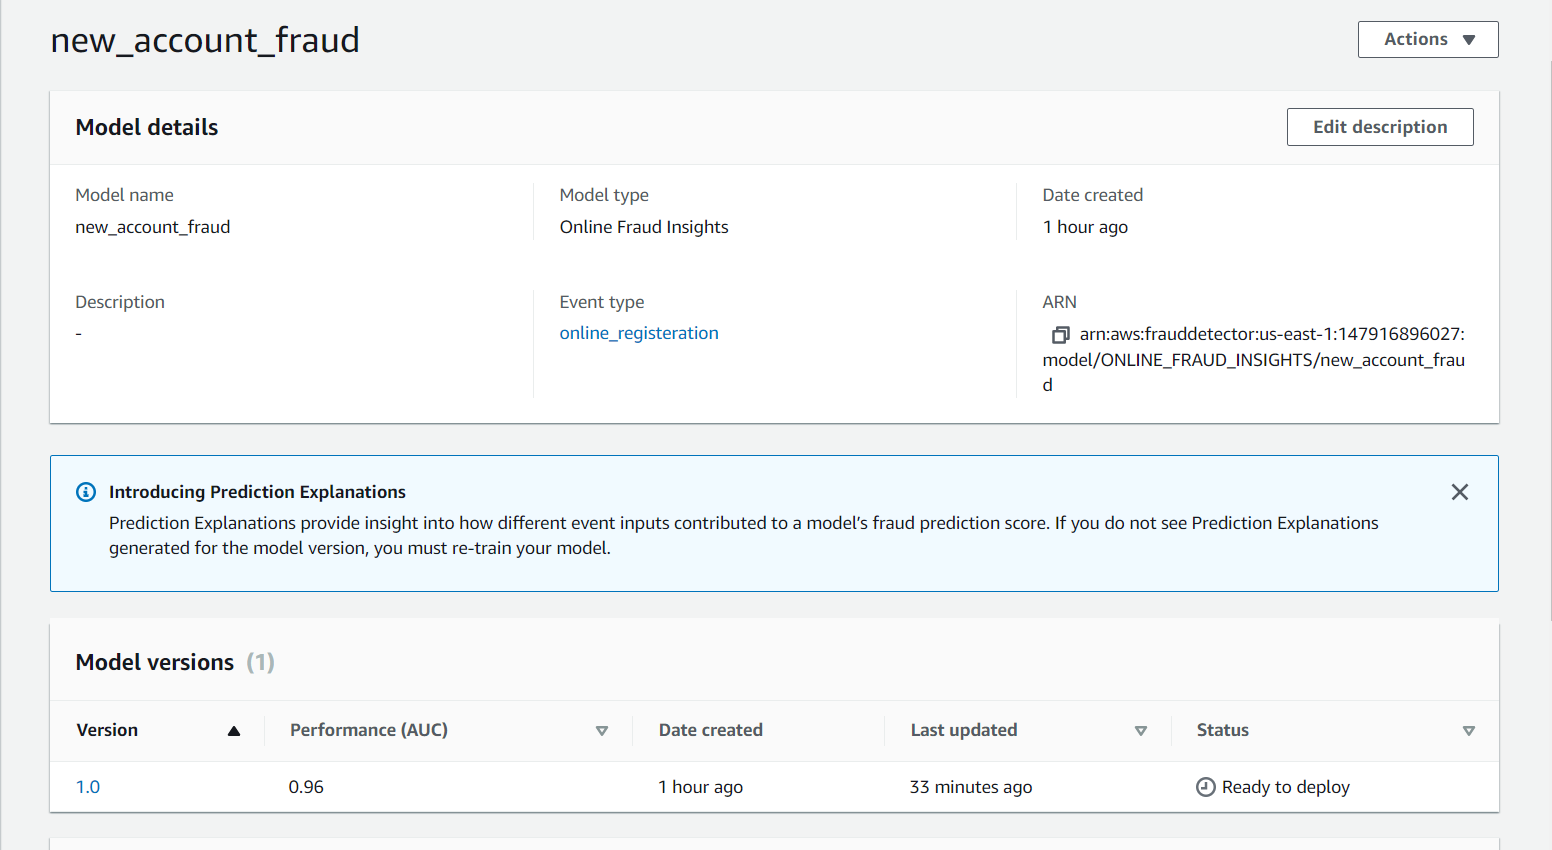 new_account_fraud
Actions
Model details
Edit description
Model name
new_account_fraud
Model type
Online Fraud Insights
Date created
1 hour ago
Description
-
Event type
online_registeration
ARN
arn:aws:frauddetector:us-east-1:147916896027:
model/ONLINE_FRAUD_INSIGHTS/new_account_frau
d
Introducing Prediction Explanations
Prediction Explanations provide insight into how different event inputs contributed to a model's fraud prediction score. If you do not see Prediction Explanations
generated for the model version, you must re-train your model.
Model versions (1)
Version Performance (AUC) Date created Last updated Status
1.0 0.96 1 hour ago 33 minutes ago Ready to deploy